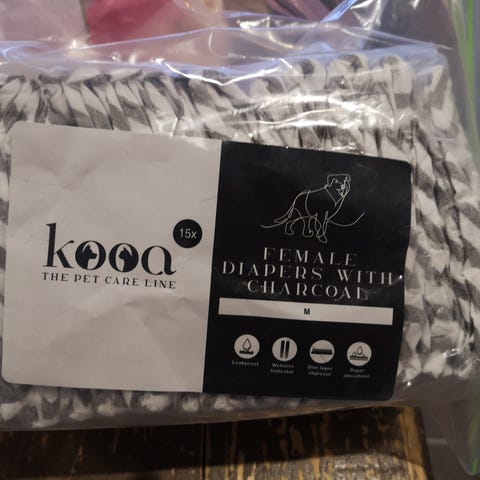 15x
kooa
THE PET CARE LINE
FEMALE
DIAPERS WITH
CHARCOAL
M
Leakproof
Wetness
indicator
One layer
charcoal
Super
absorbent